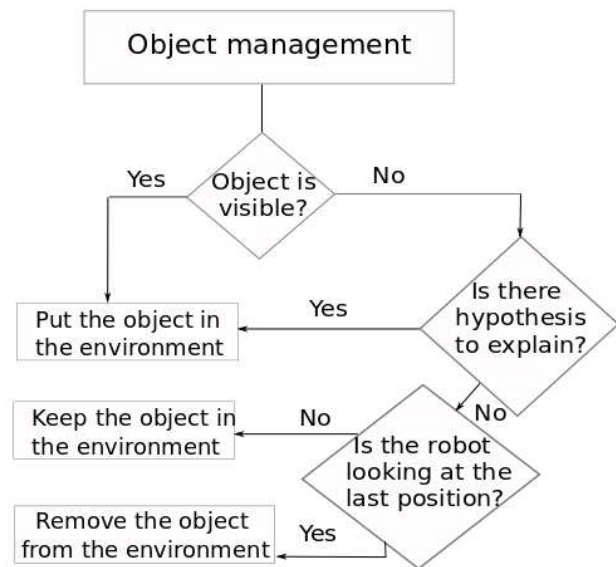 Object management
Object is
visible?
Yes
No
Put the object in
the environment
Yes
Is there
hypothesis
to explain?
No
Is the robot
looking at the
last position?
No
Keep the object in
the environment
Yes
Remove the object
from the environment